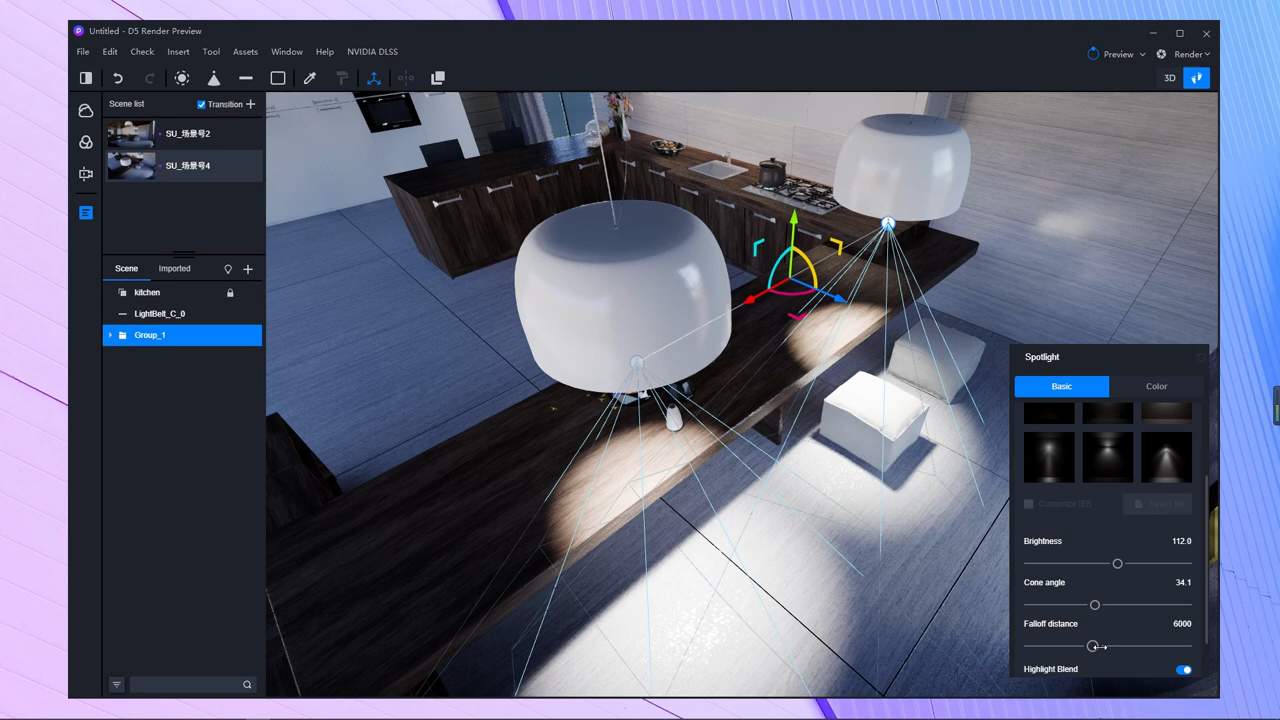 Untitled - D5 Render Preview
File Edit Check Insert Tool Assets Window Help NVIDIA DLSS
Preview Render
3D
Scene list Transition
SU_场景号2
SU_场景号4
Scene Imported
kitchen
LightBelt_C_0
Group_1
Spotlight
Basic Color
Customize IES
Brightness 112.0
Cone angle 34.1
Falloff distance 6000
Highlight Blend